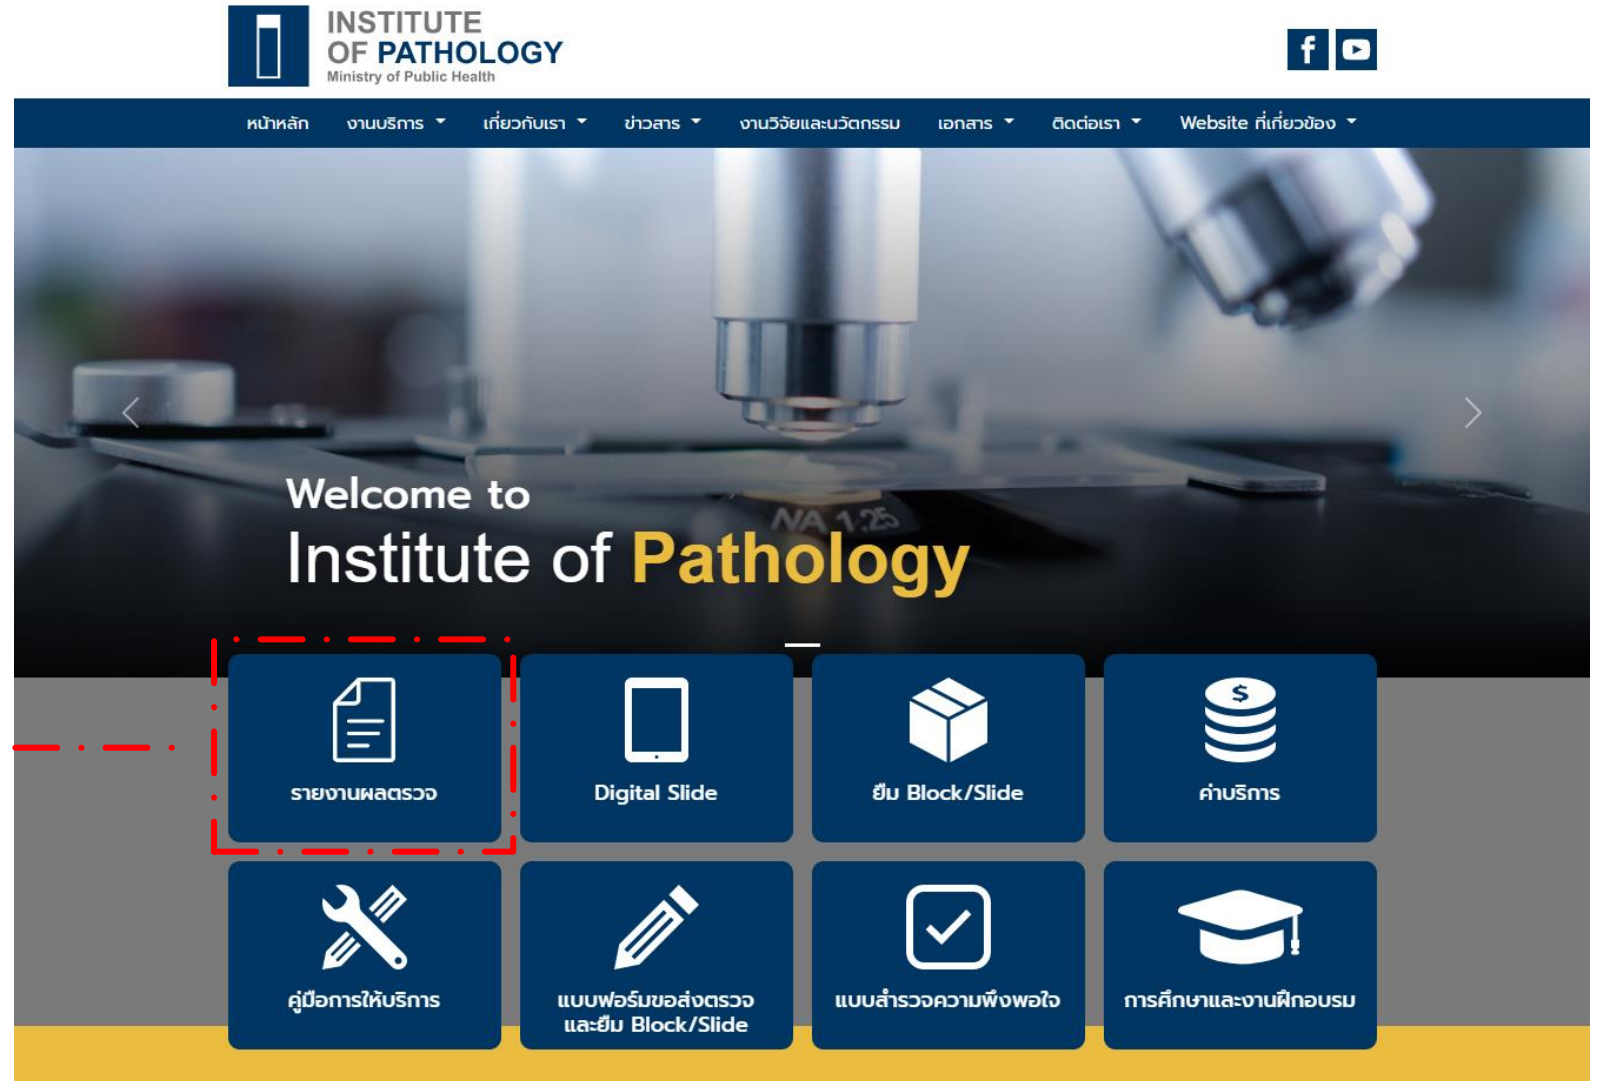 INSTITUTE
OF PATHOLOGY
Ministry of Public Health
หน้าหลัก งานบริการ เกี่ยวกับเรา ข่าวสาร งานวิจัยและนวัตกรรม เอกสาร ติดต่อเรา Website ที่เกี่ยวข้อง
NA 1.25
Welcome to
Institute of Pathology
รายงานผลตรวจ
Digital Slide
ยืม Block/Slide
$
ค่าบริการ
คู่มือการให้บริการ
แบบฟอร์มขอส่งตรวจ
และยืม Block/Slide
แบบสำรวจความพึงพอใจ
การศึกษาและงานฝึกอบรม